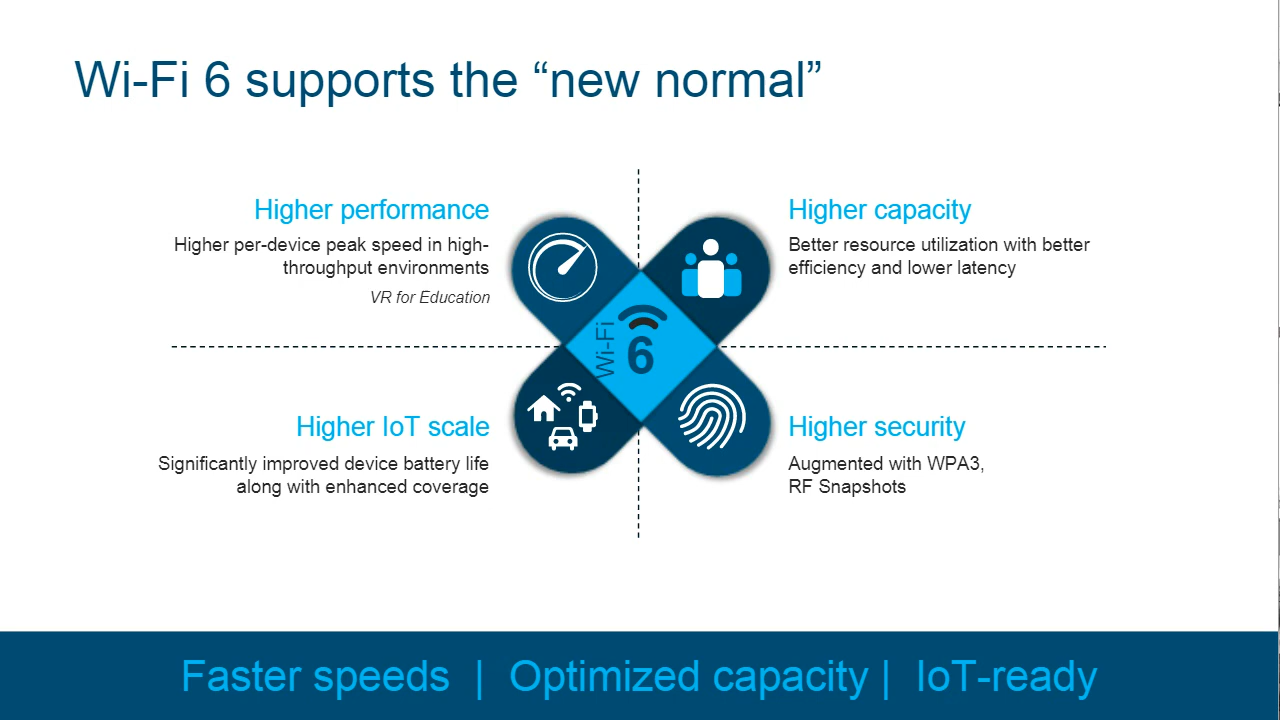 Wi-Fi 6 supports the “new normal”
Higher performance
Higher per-device peak speed in high-
throughput environments
VR for Education
Higher capacity
Better resource utilization with better
efficiency and lower latency
Wi-Fi
6
Higher IoT scale
Significantly improved device battery life
along with enhanced coverage
Higher security
Augmented with WPA3,
RF Snapshots
Faster speeds | Optimized capacity | IoT-ready